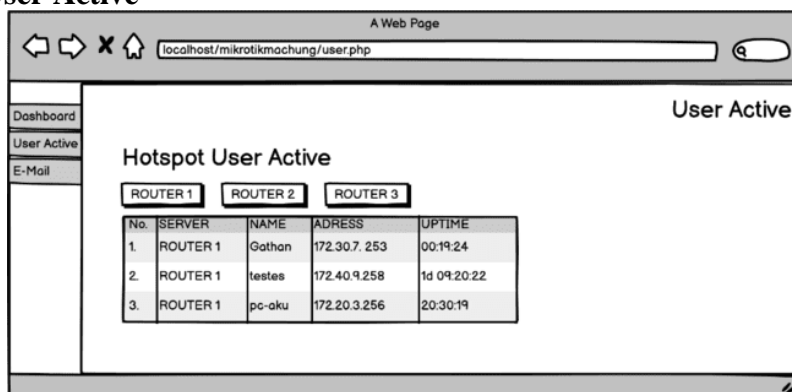 User Active
A Web Page
localhost/mikrotikmachung/user.php
User Active
Dashboard
User Active
E-Mail
Hotspot User Active
ROUTER 1 ROUTER 2 ROUTER 3
No. SERVER NAME ADRESS UPTIME
1. ROUTER 1 Gathan 172.30.7. 253 00:19:24
2. ROUTER 1 testes 172.40.9.258 1d 09:20:22
3. ROUTER 1 pc-aku 172.20.3.256 20:30:19